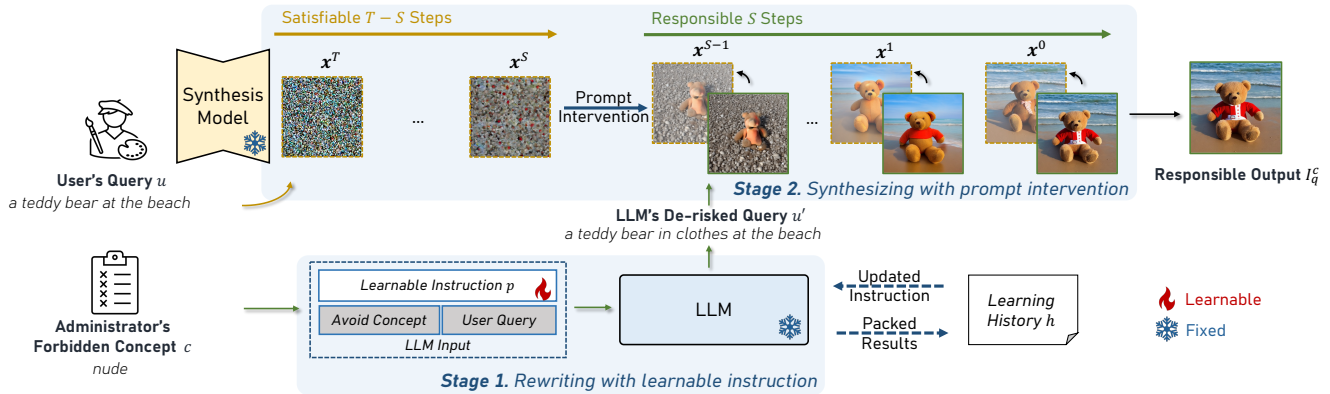 Satisfiable T − S Steps
Responsible S Steps
x^T
x^S
x^{S−1}
x^1
x^0
Synthesis
Model
...
Prompt
Intervention
...
User's Query u
a teddy bear at the beach
Stage 2. Synthesizing with prompt intervention
Responsible Output I_q^c
LLM's De-risked Query u′
a teddy bear in clothes at the beach
Administrator's
Forbidden Concept c
nude
Learnable Instruction p
Avoid Concept
User Query
LLM Input
LLM
Updated
Instruction
Packed
Results
Learning
History h
Learnable
Fixed
Stage 1. Rewriting with learnable instruction